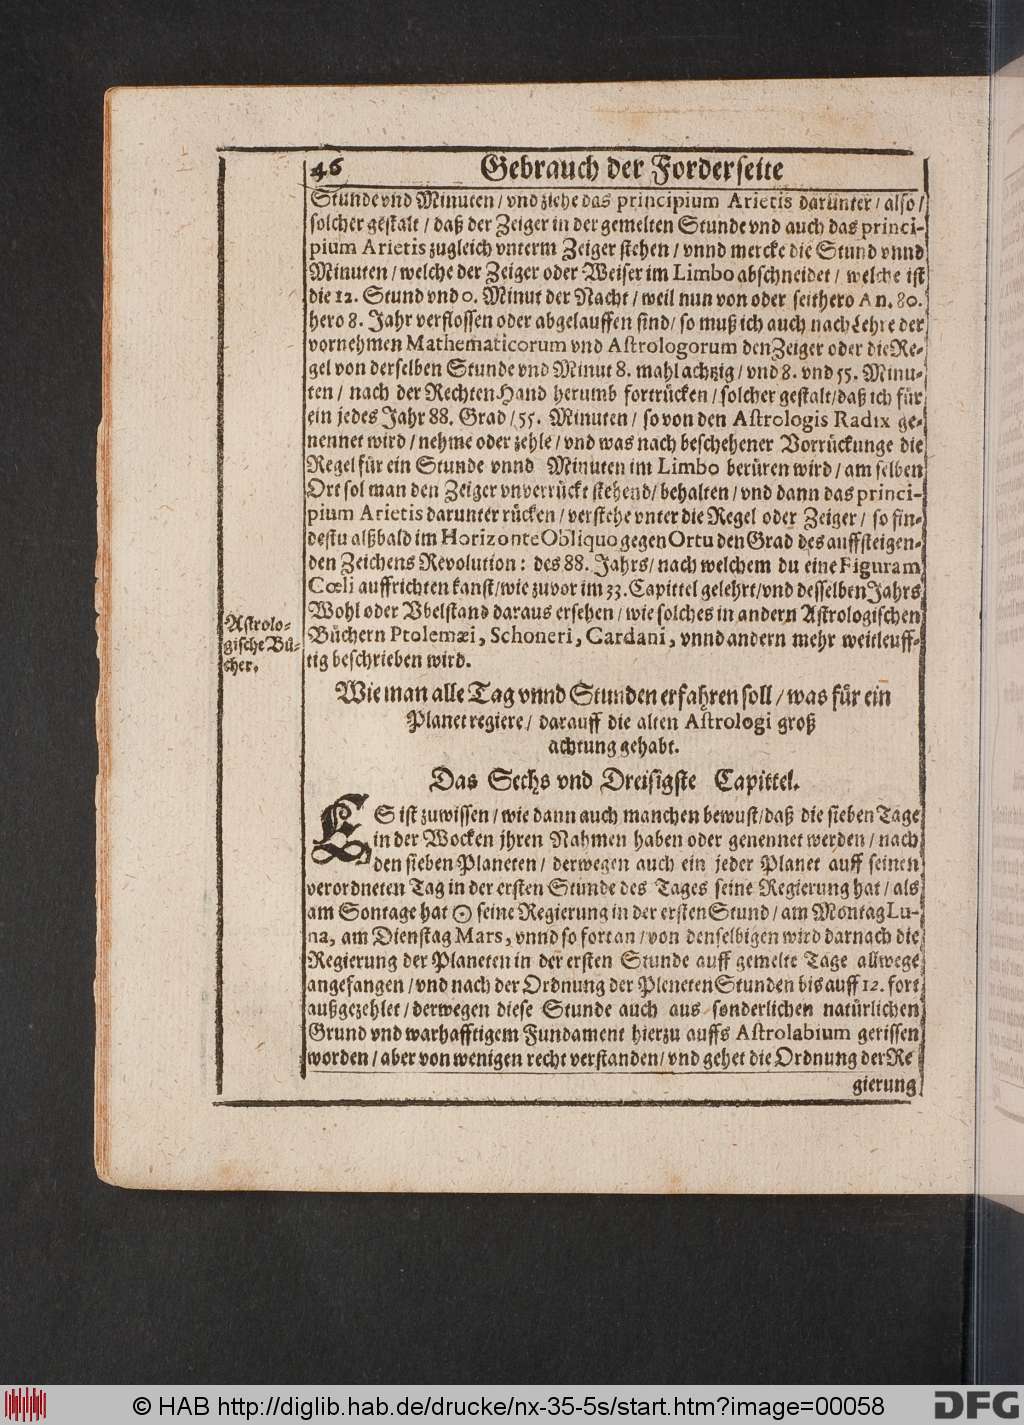 46 Gebrauch der Forderseite
Stunde vnd Minuten / vnd ziehe das principium Arietis darunter / also /
solcher gestalt / daß der Zeiger in der gemelten Stunde vnd auch das princi-
pium Arietis zugleich vnterm Zeiger stehen / vnnd mercke die Stund vnnd
Minuten / welche der Zeiger oder Weiser im Limbo abschneidet / welche ist
die 12. Stund vnd 0. Minut der Nacht / weil nun von oder seithero An. 80.
hero 8. Jahr verflossen oder abgelauffen sind / so muß ich auch nach Lehre der
vornehmen Mathematicorum vnd Astrologorum den Zeiger oder die Re-
gel von derselben Stunde vnd Minut 8. mahl achtzig / vnd 8. vnd 55. Minu-
ten / nach der Rechten Hand herumb fortrücken / solcher gestalt / daß ich für
ein jedes Jahr 88. Grad / 55. Minuten / so von den Astrologis Radix ge-
nennet wird / nehme oder zehle / vnd was nach beschehener Vorrückunge die
Regel für ein Stunde vnnd Minuten im Limbo berüren wird / am selben
Ort sol man den Zeiger vnverrückt stehend / behalten / vnd dann das princi-
pium Arietis darunter rücken / verstehe vnter die Regel oder Zeiger / so fin-
destu alßbald im Horizonte Obliquo gegen Ortu den Grad des auffsteigen-
den Zeichens Revolution: des 88. Jahrs / nach welchem du eine Figuram
Cœli auffrichten kanst / wie zuvor im 33. Capittel gelehrt / vnd desselben Jahrs
Wohl oder Vbelstand daraus ersehen / wie solches in andern Astrologischen
Büchern Ptolemæi, Schoneri, Cardani, vnnd andern mehr weitleuff-
tig beschrieben wird.
Astrolo-
gische Bü-
cher.
Wie man alle Tag vnnd Stunden erfahren soll / was für ein
Planet regiere / darauff die alten Astrologi groß
achtung gehabt.
Das Sechs vnd Dreisigste Capittel.
ES ist zuwissen / wie dann auch manchen bewust / daß die sieben Tage
in der Wocken jhren Nahmen haben oder genennet werden / nach
den sieben Planeten / derwegen auch ein jeder Planet auff seinen
verordneten Tag in der ersten Stunde des Tages seine Regierung hat / als
am Sontage hat ☉ seine Regierung in der ersten Stund / am Montag Lu-
na, am Dienstag Mars, vnnd so fortan / von denselbigen wird darnach die
Regierung der Planeten in der ersten Stunde auff gemelte Tage allwege
angefangen / vnd nach der Ordnung der Pleneten Stunden bis auff 12. fort
außgezehlet / derwegen diese Stunde auch aus sonderlichen natürlichen
Grund vnd warhafftigem Fundament hierzu auffs Astrolabium gerissen
worden / aber von wenigen recht verstanden / vnd gehet die Ordnung der Re
gierung
© HAB http://diglib.hab.de/drucke/nx-35-5s/start.htm?image=00058
DFG